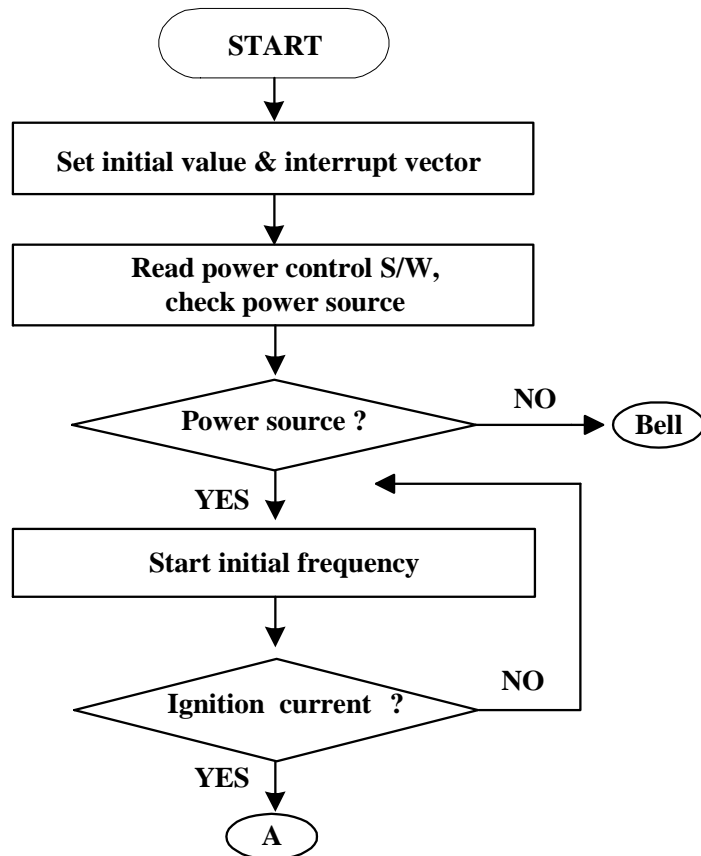 START
Set initial value & interrupt vector
Read power control S/W,
check power source
Power source ?
NO
Bell
YES
Start initial frequency
Ignition current ?
NO
YES
A